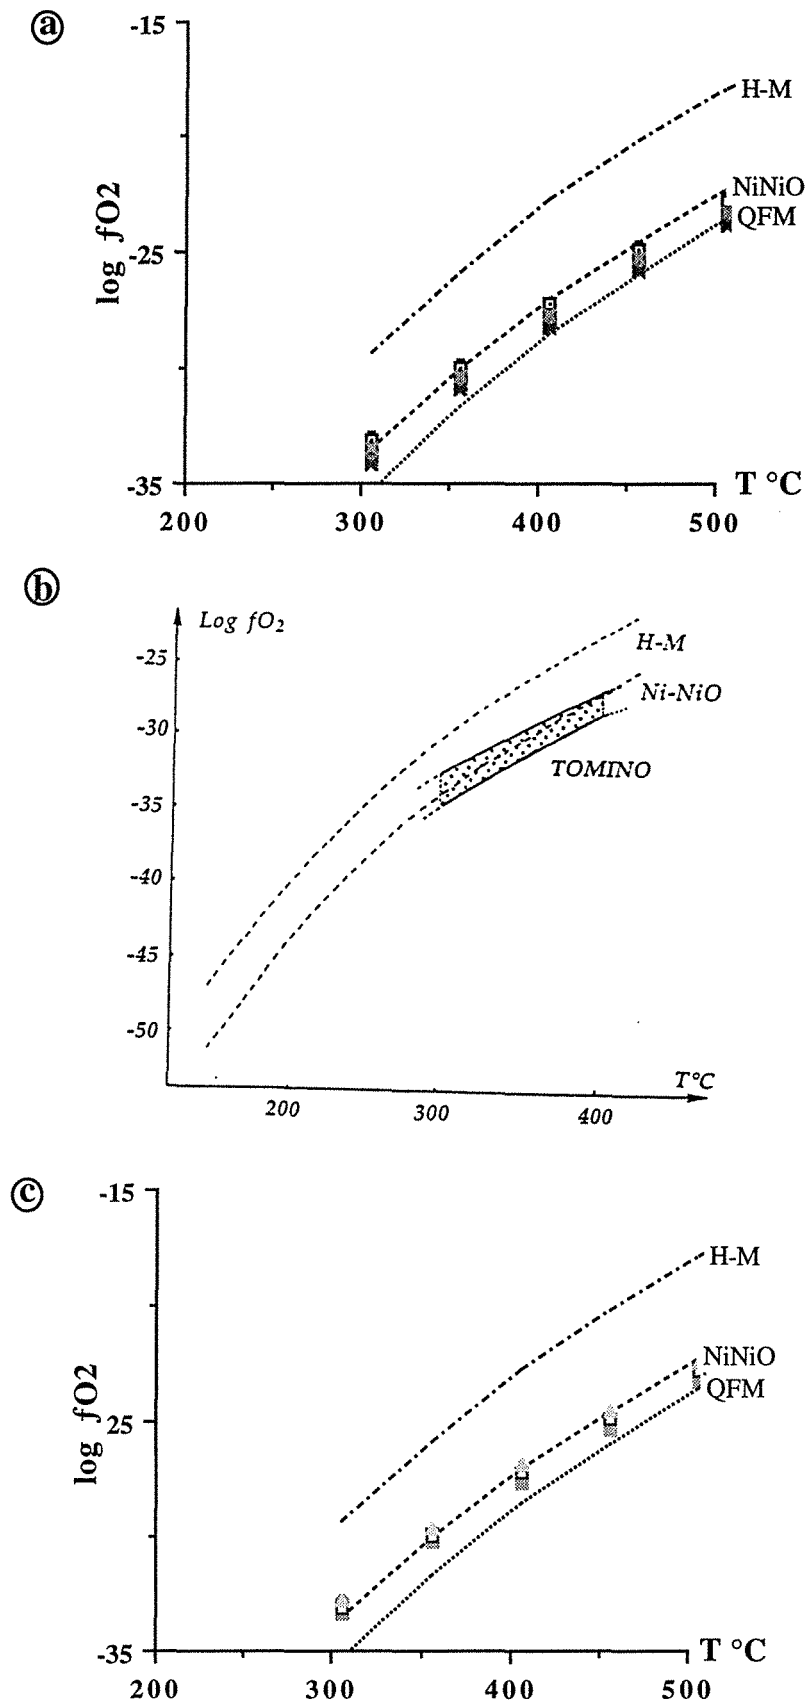 a
-15
H-M
NiNiO
QFM
log fO2
-25
-35
T °C
200 300 400 500
b
Log fO2
-25
H-M
Ni-NiO
-30
TOMINO
-35
-40
-45
-50
T°C
200 300 400
c
-15
H-M
NiNiO
QFM
log fO2
25
-35
T °C
200 300 400 500